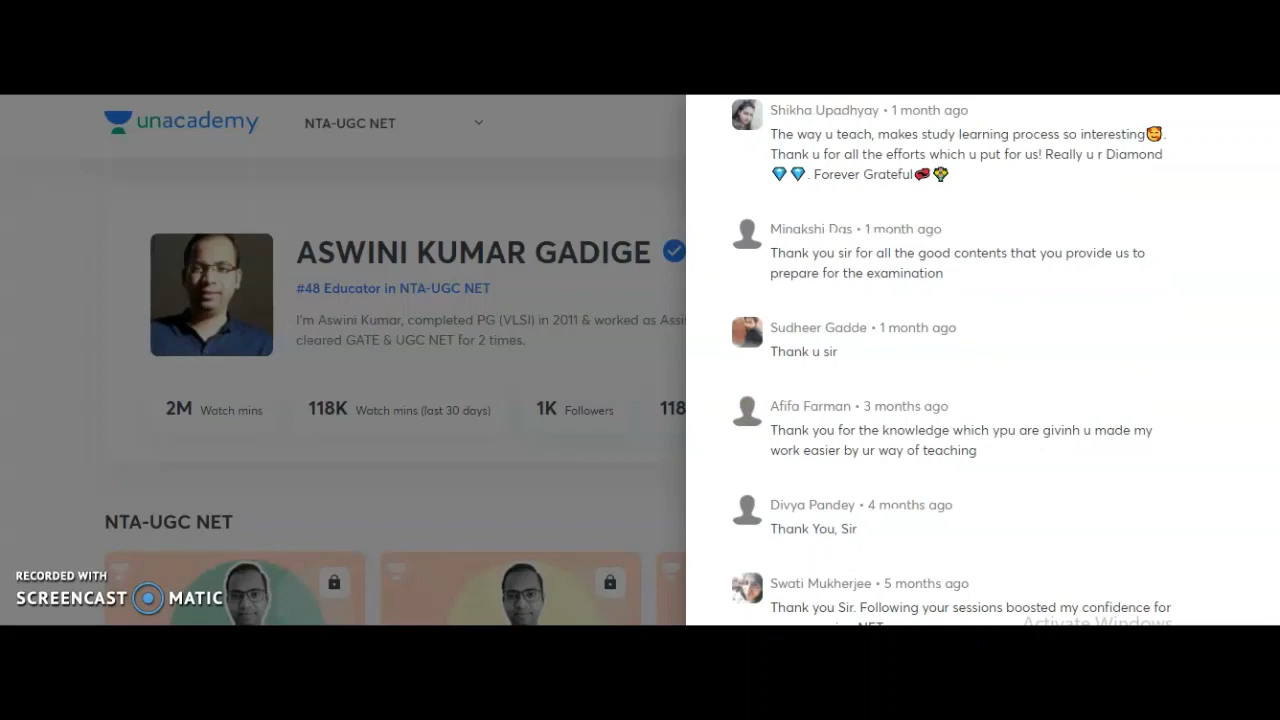 unacademy
NTA-UGC NET
ASWINI KUMAR GADIGE
#48 Educator in NTA-UGC NET
I'm Aswini Kumar, completed PG (VLSI) in 2011 & worked as Assi
cleared GATE & UGC NET for 2 times.
2M Watch mins
118K Watch mins (last 30 days)
1K Followers
118
NTA-UGC NET
RECORDED WITH
SCREENCAST MATIC
Shikha Upadhyay • 1 month ago
The way u teach, makes study learning process so interesting🥰.
Thank u for all the efforts which u put for us! Really u r Diamond
💎💎. Forever Grateful💋💐
Minakshi Das • 1 month ago
Thank you sir for all the good contents that you provide us to
prepare for the examination
Sudheer Gadde • 1 month ago
Thank u sir
Afifa Farman • 3 months ago
Thank you for the knowledge which ypu are givinh u made my
work easier by ur way of teaching
Divya Pandey • 4 months ago
Thank You, Sir
Swati Mukherjee • 5 months ago
Thank you Sir. Following your sessions boosted my confidence for
NET
Activate Windows